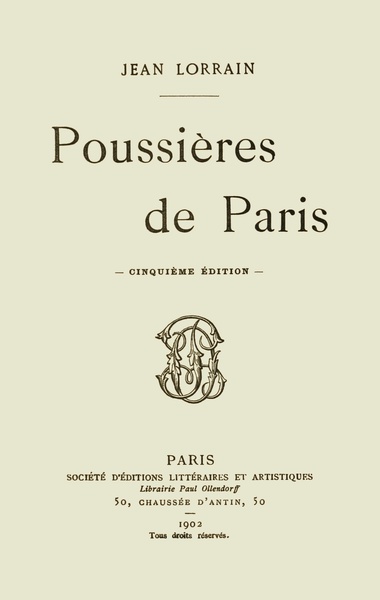 JEAN LORRAIN
Poussières
de Paris
— CINQUIÈME ÉDITION —
PARIS
SOCIÉTÉ D'ÉDITIONS LITTÉRAIRES ET ARTISTIQUES
Librairie Paul Ollendorff
50, CHAUSSÉE D'ANTIN, 50
1902
Tous droits réservés.